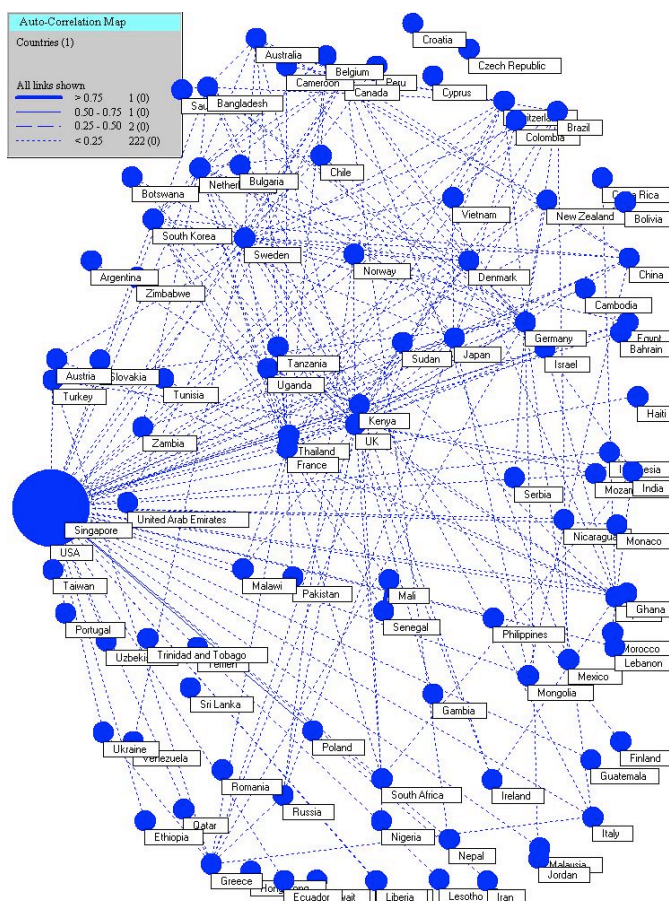 Auto-Correlation Map
Countries (1)
All links shown
> 0.75 1 (0)
0.50 - 0.75 1 (0)
0.25 - 0.50 2 (0)
< 0.25 222 (0)
Croatia
Czech Republic
Australia
Belgium
Cameroon
Peru
Canada
Cyprus
Bangladesh
Brazil
Colombia
Chile
Bulgaria
Botswana
Vietnam
New Zealand
Bolivia
South Korea
Sweden
Norway
Denmark
China
Argentina
Zimbabwe
Cambodia
Germany
Egypt
Bahrain
Tanzania
Sudan
Japan
Israel
Uganda
Austria
Slovakia
Turkey
Tunisia
Kenya
Haiti
Zambia
UK
Thailand
France
Serbia
India
United Arab Emirates
Singapore
Nicaragua
Monaco
USA
Taiwan
Malawi
Pakistan
Mali
Ghana
Portugal
Senegal
Philippines
Trinidad and Tobago
Morocco
Lebanon
Mexico
Mongolia
Sri Lanka
Gambia
Poland
Finland
Ukraine
Venezuela
Guatemala
Romania
South Africa
Ireland
Russia
Qatar
Ethiopia
Nigeria
Italy
Nepal
Malausia
Jordan
Greece
Ecuador
Liberia
Lesotho
Iran